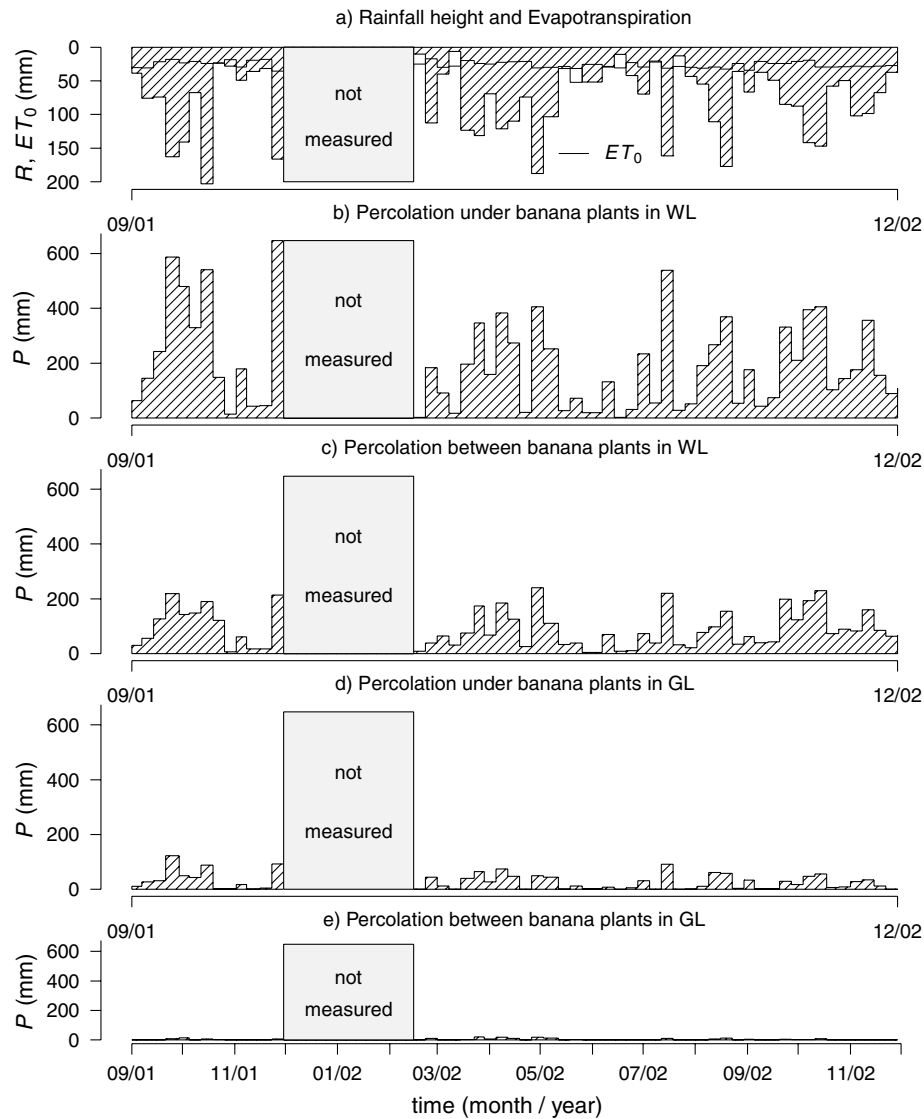 a) Rainfall height and Evapotranspiration
R, ET0 (mm)
0
50
100
150
200
not
measured
ET0
09/01
12/02
b) Percolation under banana plants in WL
P (mm)
600
400
200
0
not
measured
09/01
12/02
c) Percolation between banana plants in WL
P (mm)
600
400
200
0
not
measured
09/01
12/02
d) Percolation under banana plants in GL
P (mm)
600
400
200
0
not
measured
09/01
12/02
e) Percolation between banana plants in GL
P (mm)
600
400
200
0
not
measured
09/01 11/01 01/02 03/02 05/02 07/02 09/02 11/02
time (month / year)